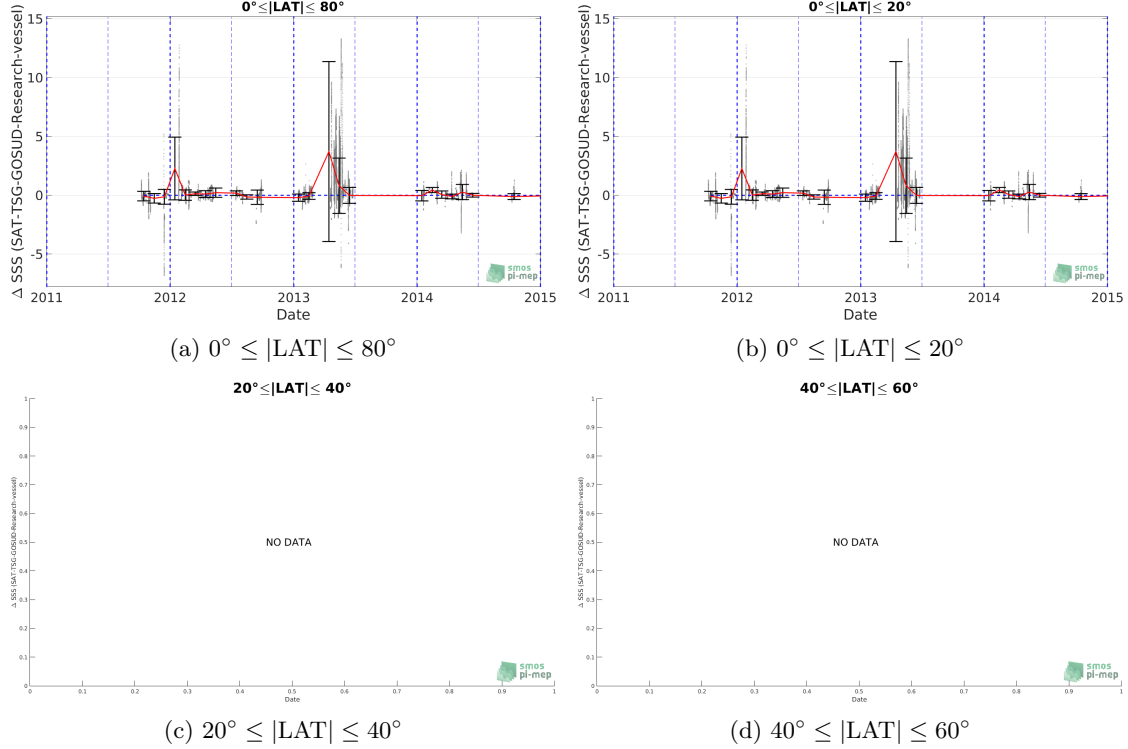 0°≤|LAT|≤ 80°
Δ SSS (SAT-TSG-GOSUD-Research-vessel)
15
10
5
0
-5
2011
2012
2013
2014
2015
Date
smos
pi-mep
(a) 0° ≤ |LAT| ≤ 80°
0°≤|LAT|≤ 20°
Δ SSS (SAT-TSG-GOSUD-Research-vessel)
15
10
5
0
-5
2011
2012
2013
2014
2015
Date
smos
pi-mep
(b) 0° ≤ |LAT| ≤ 20°
20°≤|LAT|≤ 40°
Δ SSS (SAT-TSG-GOSUD-Research-vessel)
1
0.9
0.8
0.7
0.6
0.5
0.4
0.3
0.2
0.1
0
NO DATA
0
0.1
0.2
0.3
0.4
0.5
0.6
0.7
0.8
0.9
1
Date
smos
pi-mep
(c) 20° ≤ |LAT| ≤ 40°
40°≤|LAT|≤ 60°
Δ SSS (SAT-TSG-GOSUD-Research-vessel)
1
0.9
0.8
0.7
0.6
0.5
0.4
0.3
0.2
0.1
0
NO DATA
0
0.1
0.2
0.3
0.4
0.5
0.6
0.7
0.8
0.9
1
Date
smos
pi-mep
(d) 40° ≤ |LAT| ≤ 60°